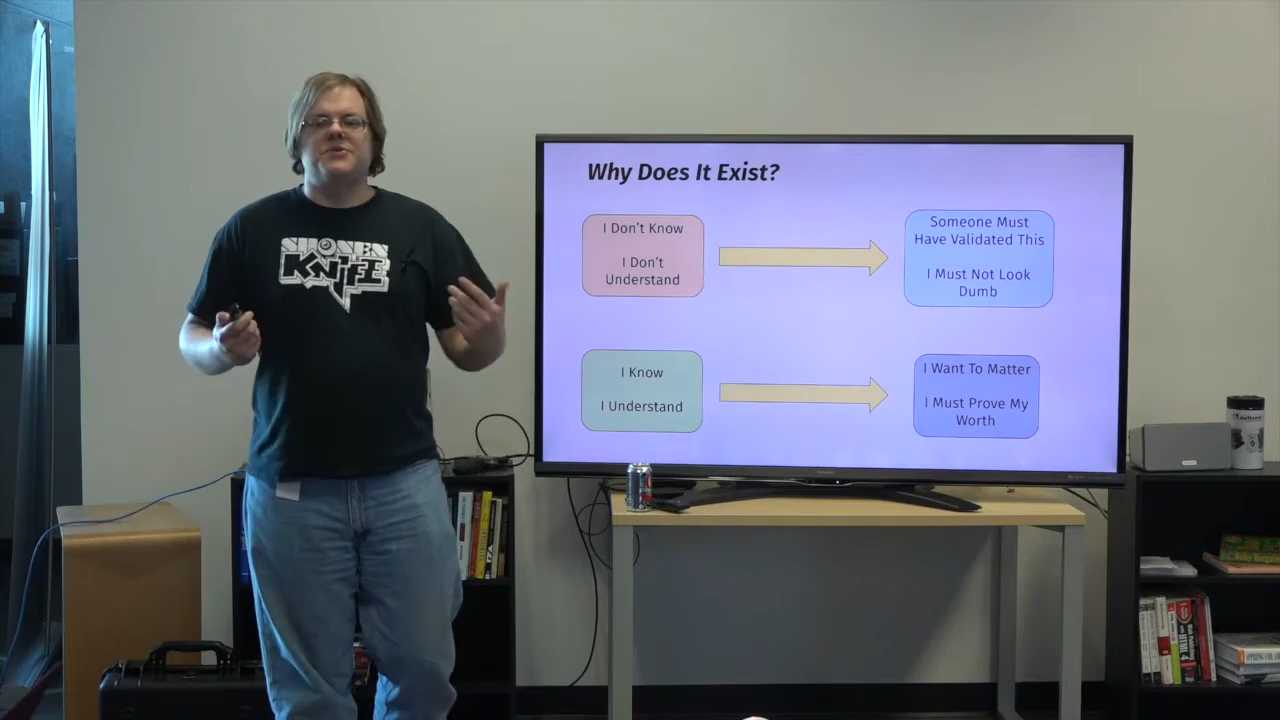 Why Does It Exist?
I Don't Know
I Don't
Understand
Someone Must
Have Validated This
I Must Not Look
Dumb
I Know
I Understand
I Want To Matter
I Must Prove My
Worth
SHOSEN
KNIFE